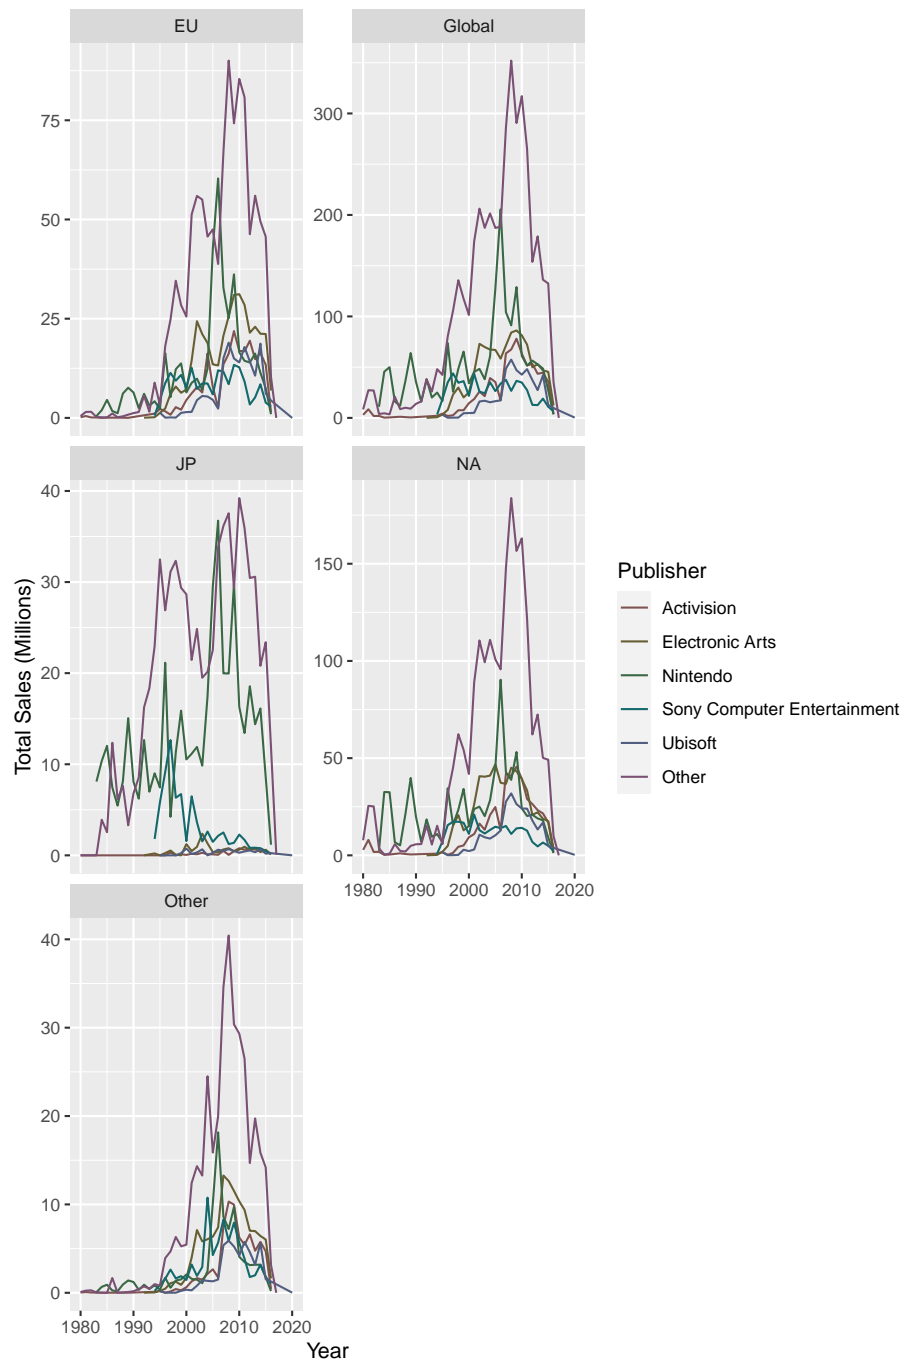 EU
Global
75
50
25
0
300
200
100
0
JP
NA
40
30
20
10
0
150
100
50
0
1980 1990 2000 2010 2020
Other
40
30
20
10
0
1980 1990 2000 2010 2020
Year
Total Sales (Millions)
Publisher
Activision
Electronic Arts
Nintendo
Sony Computer Entertainment
Ubisoft
Other